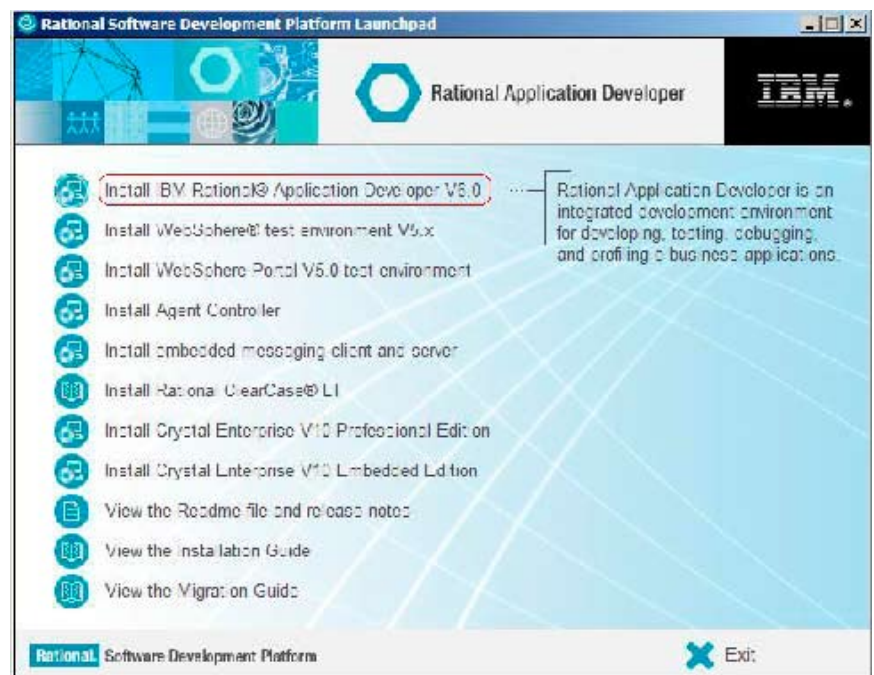 Rational Software Development Platform Launchpad
Rational Application Developer
IBM.
Install IBM Rational® Application Developer V6.0
Rational Application Developer is an
integrated development environment
for developing, testing, debugging,
and profiling e-business applications.
Install WebSphere® test environment V5.x
Install WebSphere Portal V5.0 test environment
Install Agent Controller
Install embedded messaging client and server
Install Rational ClearCase® LT
Install Crystal Enterprise V10 Professional Edition
Install Crystal Enterprise V10 Embedded Edition
View the Readme file and release notes
View the Installation Guide
View the Migration Guide
Rational. Software Development Platform
Exit